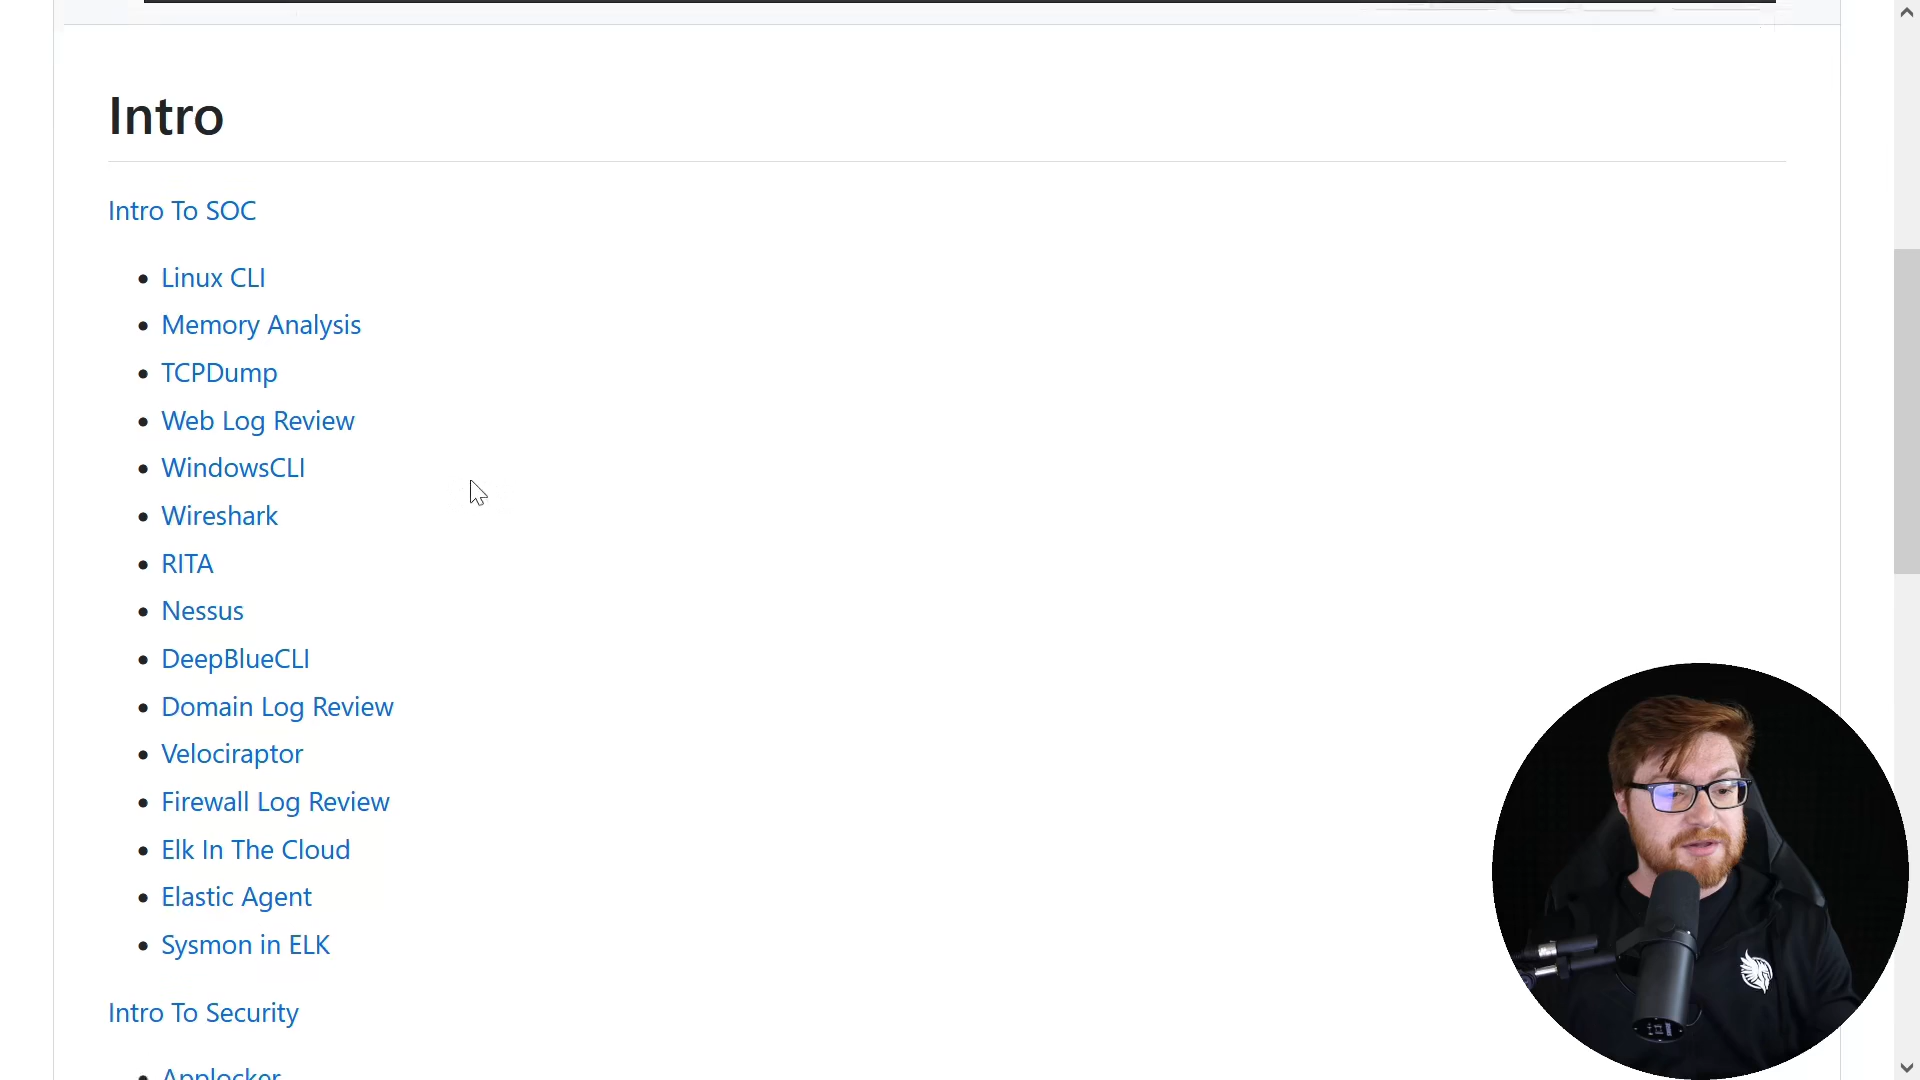 Intro
Intro To SOC
Linux CLI
Memory Analysis
TCPDump
Web Log Review
WindowsCLI
Wireshark
RITA
Nessus
DeepBlueCLI
Domain Log Review
Velociraptor
Firewall Log Review
Elk In The Cloud
Elastic Agent
Sysmon in ELK
Intro To Security
Applocker